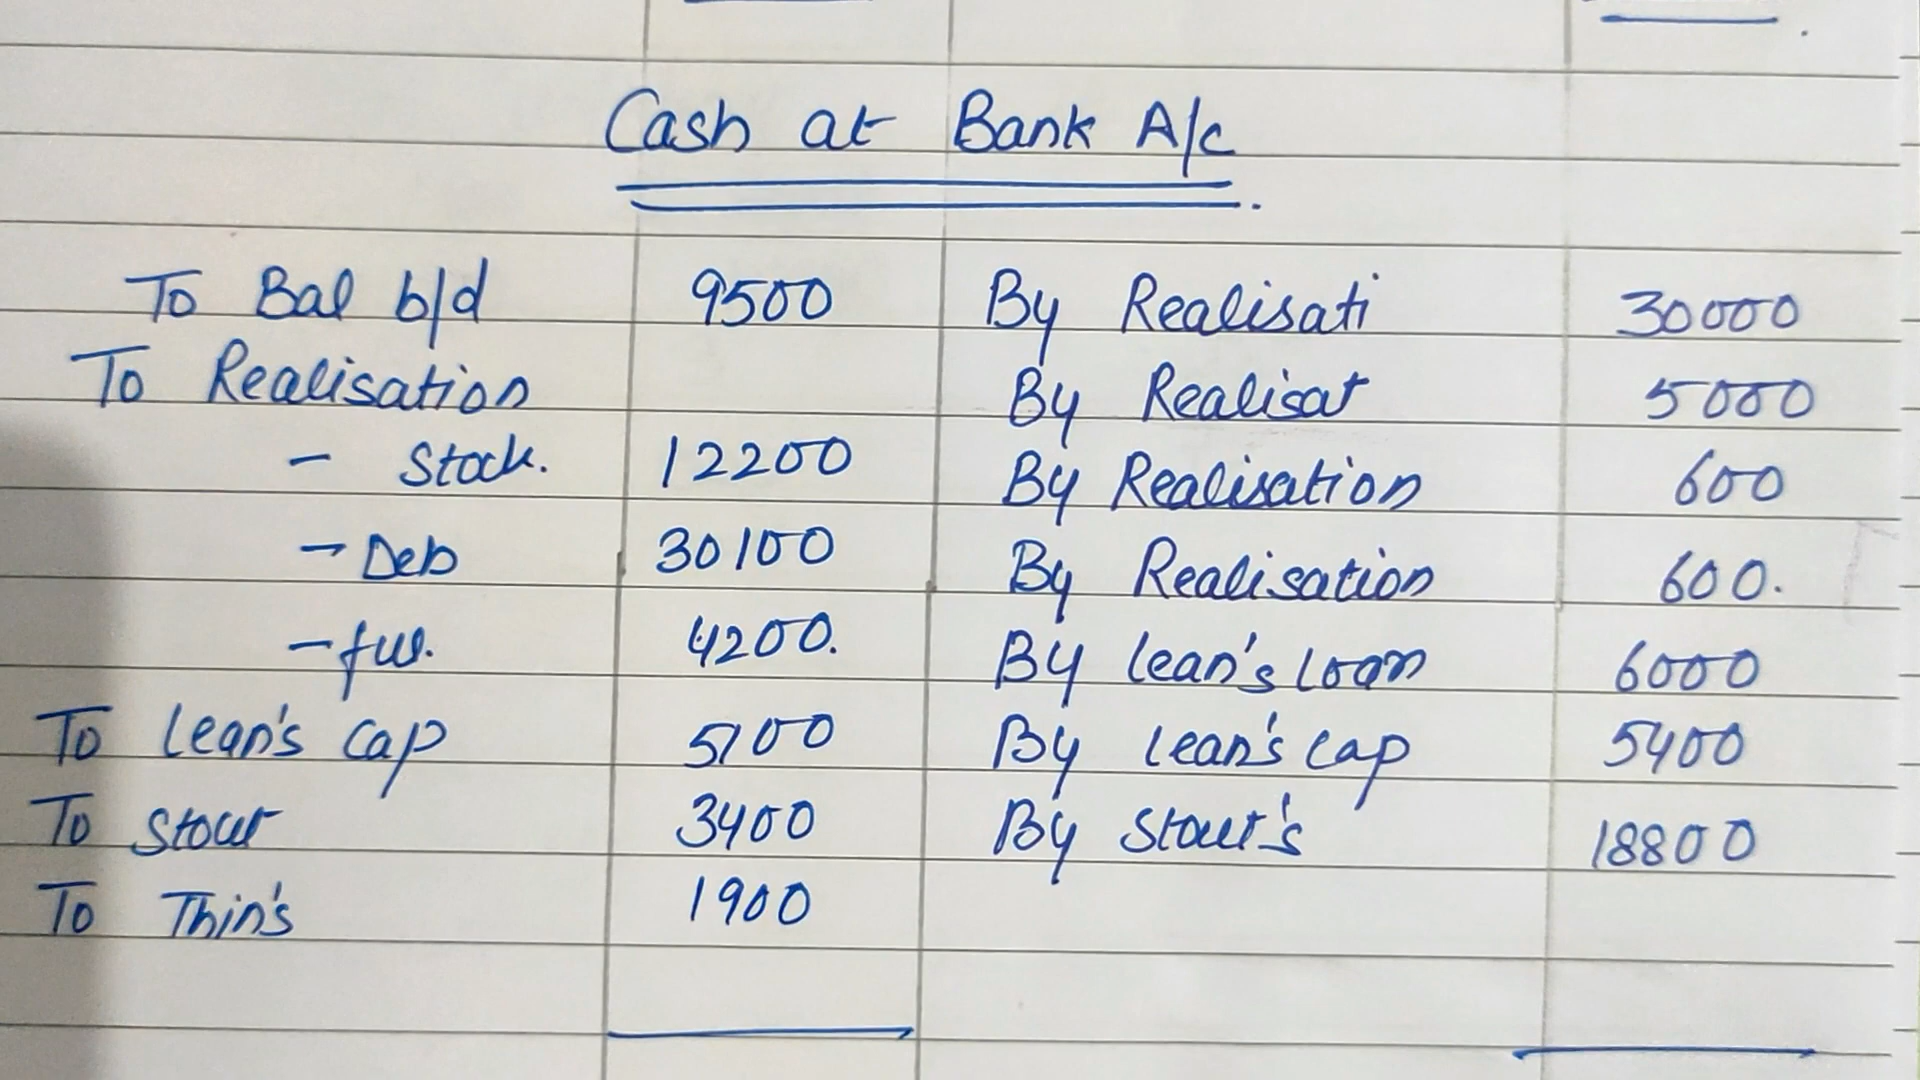 Cash at Bank A/c
To Bal b/d 9500 By Realisati 30000
To Realisation By Realisat 5000
- Stock. 12200 By Realisation 600
- Deb 30100 By Realisation 600.
- fur. 4200. By lean's loan 6000
To lean's cap 5100 By lean's cap 5400
To Stout 3400 By Stout's 18800
To Thin's 1900